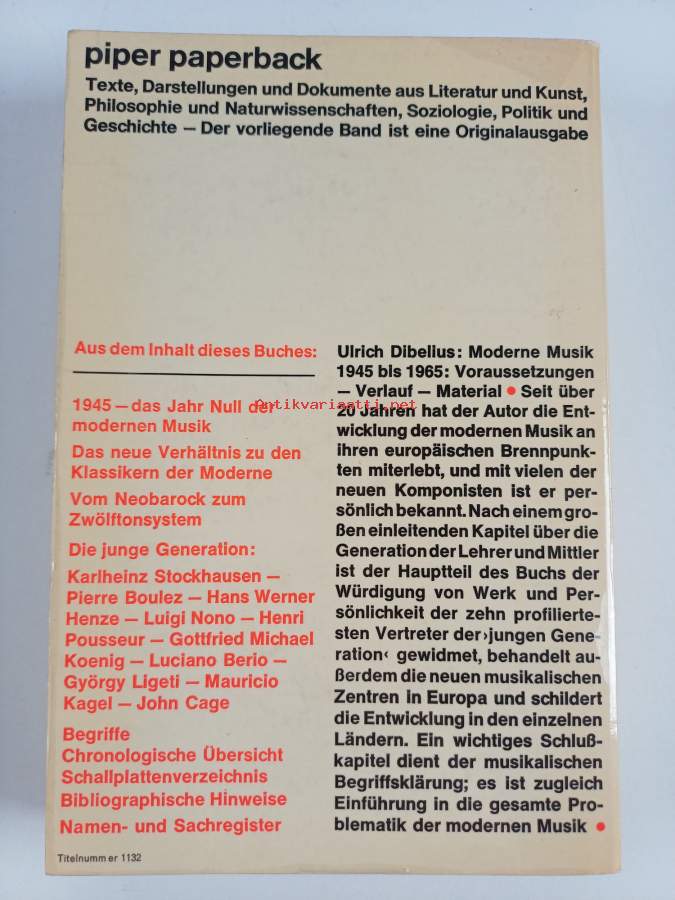 piper paperback
Texte, Darstellungen und Dokumente aus Literatur und Kunst,
Philosophie und Naturwissenschaften, Soziologie, Politik und
Geschichte – Der vorliegende Band ist eine Originalausgabe
Aus dem Inhalt dieses Buches:
1945 – das Jahr Null der
modernen Musik
Das neue Verhältnis zu den
Klassikern der Moderne
Vom Neobarock zum
Zwölftonsystem
Die junge Generation:
Karlheinz Stockhausen –
Pierre Boulez – Hans Werner
Henze – Luigi Nono – Henri
Pousseur – Gottfried Michael
Koenig – Luciano Berio –
György Ligeti – Mauricio
Kagel – John Cage
Begriffe
Chronologische Übersicht
Schallplattenverzeichnis
Bibliographische Hinweise
Namen- und Sachregister
Titelnummer 1132
Ulrich Dibelius: Moderne Musik
1945 bis 1965: Voraussetzungen
– Verlauf – Material ● Seit über
20 Jahren hat der Autor die Ent-
wicklung der modernen Musik an
ihren europäischen Brennpunk-
ten miterlebt, und mit vielen der
neuen Komponisten ist er per-
sönlich bekannt. Nach einem gro-
ßen einleitenden Kapitel über die
Generation der Lehrer und Mittler
ist der Hauptteil des Buchs der
Würdigung von Werk und Per-
sönlichkeit der zehn profilierte-
sten Vertreter der ›jungen Gene-
ration‹ gewidmet, behandelt au-
ßerdem die neuen musikalischen
Zentren in Europa und schildert
die Entwicklung in den einzelnen
Ländern. Ein wichtiges Schluß-
kapitel dient der musikalischen
Begriffsklärung; es ist zugleich
Einführung in die gesamte Pro-
blematik der modernen Musik ●
Antikvariaatti.net